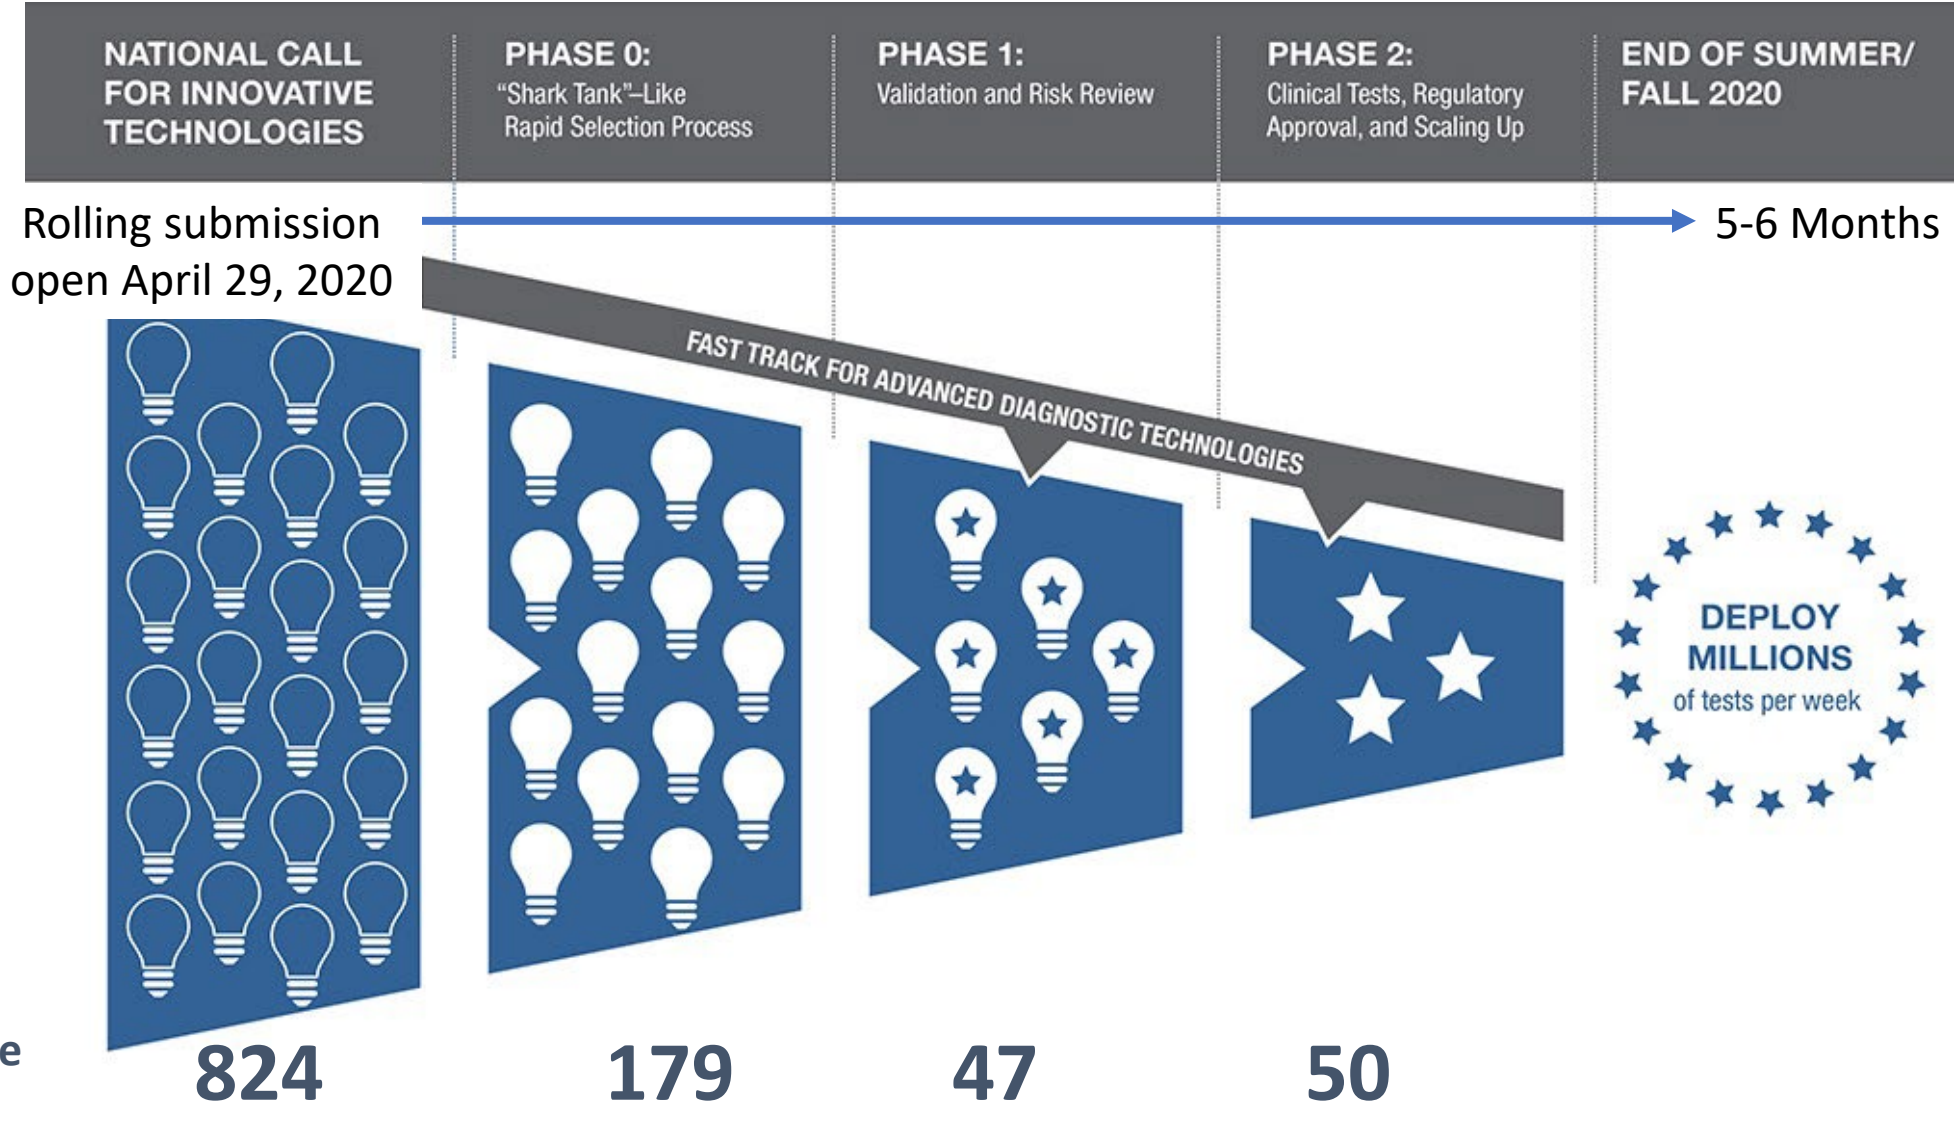 NATIONAL CALL
FOR INNOVATIVE
TECHNOLOGIES
PHASE 0:
“Shark Tank”–Like
Rapid Selection Process
PHASE 1:
Validation and Risk Review
PHASE 2:
Clinical Tests, Regulatory
Approval, and Scaling Up
END OF SUMMER/
FALL 2020
Rolling submission
open April 29, 2020
5-6 Months
FAST TRACK FOR ADVANCED DIAGNOSTIC TECHNOLOGIES
DEPLOY
MILLIONS
of tests per week
e
824
179
47
50